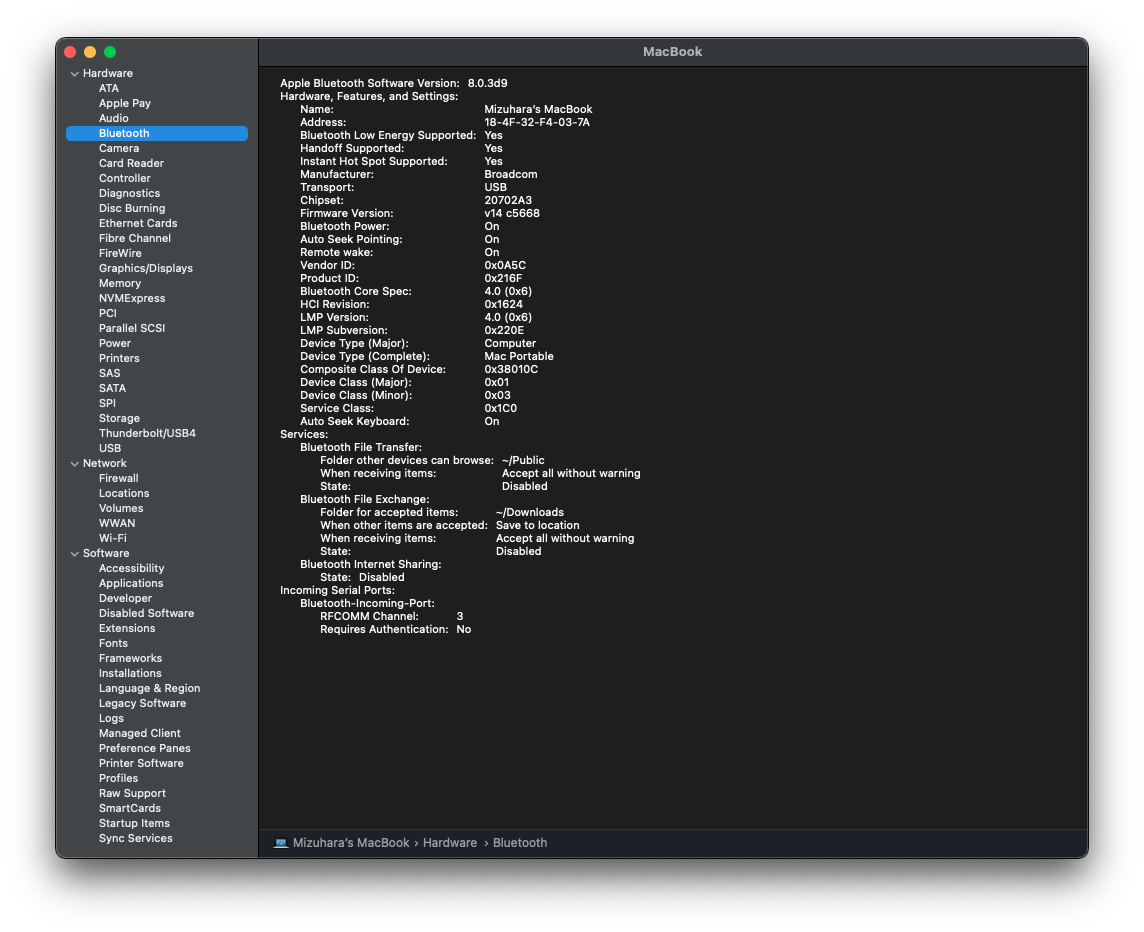 MacBook
Hardware
ATA
Apple Pay
Audio
Bluetooth
Camera
Card Reader
Controller
Diagnostics
Disc Burning
Ethernet Cards
Fibre Channel
FireWire
Graphics/Displays
Memory
NVMExpress
PCI
Parallel SCSI
Power
Printers
SAS
SATA
SPI
Storage
Thunderbolt/USB4
USB
Network
Firewall
Locations
Volumes
WWAN
Wi-Fi
Software
Accessibility
Applications
Developer
Disabled Software
Extensions
Fonts
Frameworks
Installations
Language & Region
Legacy Software
Logs
Managed Client
Preference Panes
Printer Software
Profiles
Raw Support
SmartCards
Startup Items
Sync Services
Apple Bluetooth Software Version: 8.0.3d9
Hardware, Features, and Settings:
Name: Mizuhara’s MacBook
Address: 18-4F-32-F4-03-7A
Bluetooth Low Energy Supported: Yes
Handoff Supported: Yes
Instant Hot Spot Supported: Yes
Manufacturer: Broadcom
Transport: USB
Chipset: 20702A3
Firmware Version: v14 c5668
Bluetooth Power: On
Auto Seek Pointing: On
Remote wake: On
Vendor ID: 0x0A5C
Product ID: 0x216F
Bluetooth Core Spec: 4.0 (0x6)
HCI Revision: 0x1624
LMP Version: 4.0 (0x6)
LMP Subversion: 0x220E
Device Type (Major): Computer
Device Type (Complete): Mac Portable
Composite Class Of Device: 0x38010C
Device Class (Major): 0x01
Device Class (Minor): 0x03
Service Class: 0x1C0
Auto Seek Keyboard: On
Services:
Bluetooth File Transfer:
Folder other devices can browse: ~/Public
When receiving items: Accept all without warning
State: Disabled
Bluetooth File Exchange:
Folder for accepted items: ~/Downloads
When other items are accepted: Save to location
When receiving items: Accept all without warning
State: Disabled
Bluetooth Internet Sharing:
State: Disabled
Incoming Serial Ports:
Bluetooth-Incoming-Port:
RFCOMM Channel: 3
Requires Authentication: No
Mizuhara’s MacBook › Hardware › Bluetooth